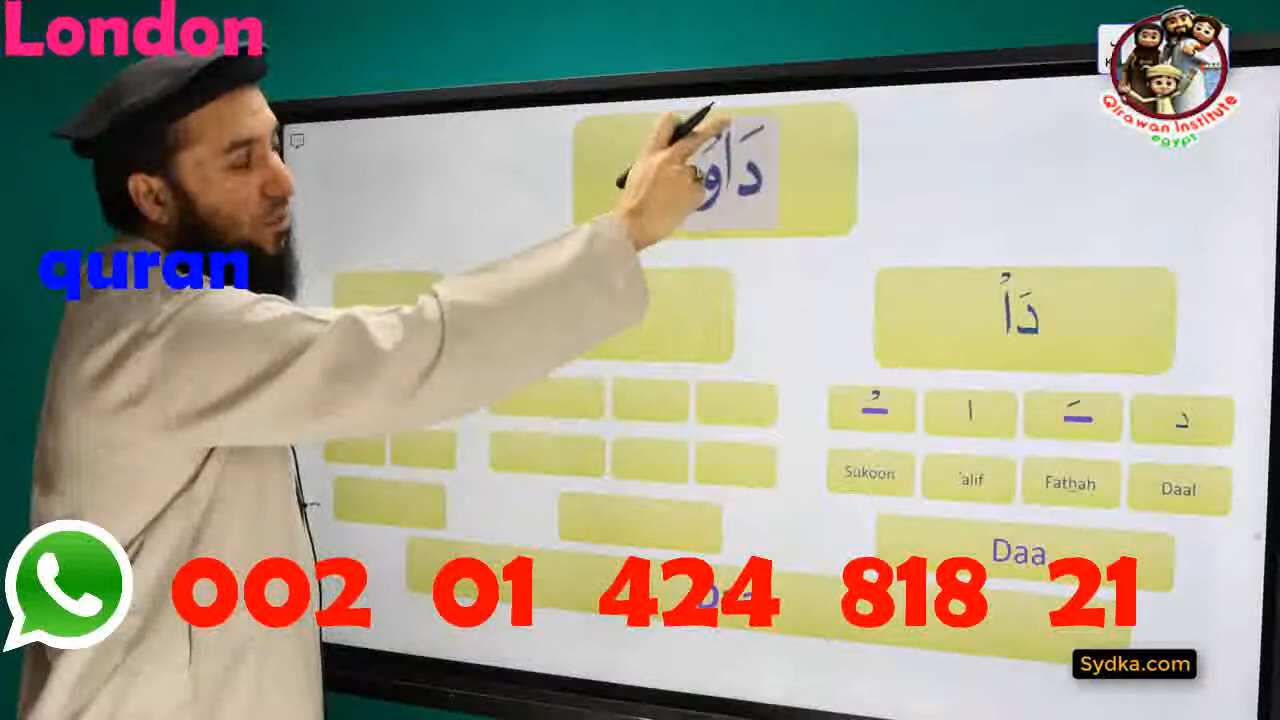 London
quran
Qirawan Institute
egypt
دَاوُ
دَاْ
د
ا
Sukoon
'alif
Fathah
Daal
Daa
002 01 424 818 21
Sydka.com